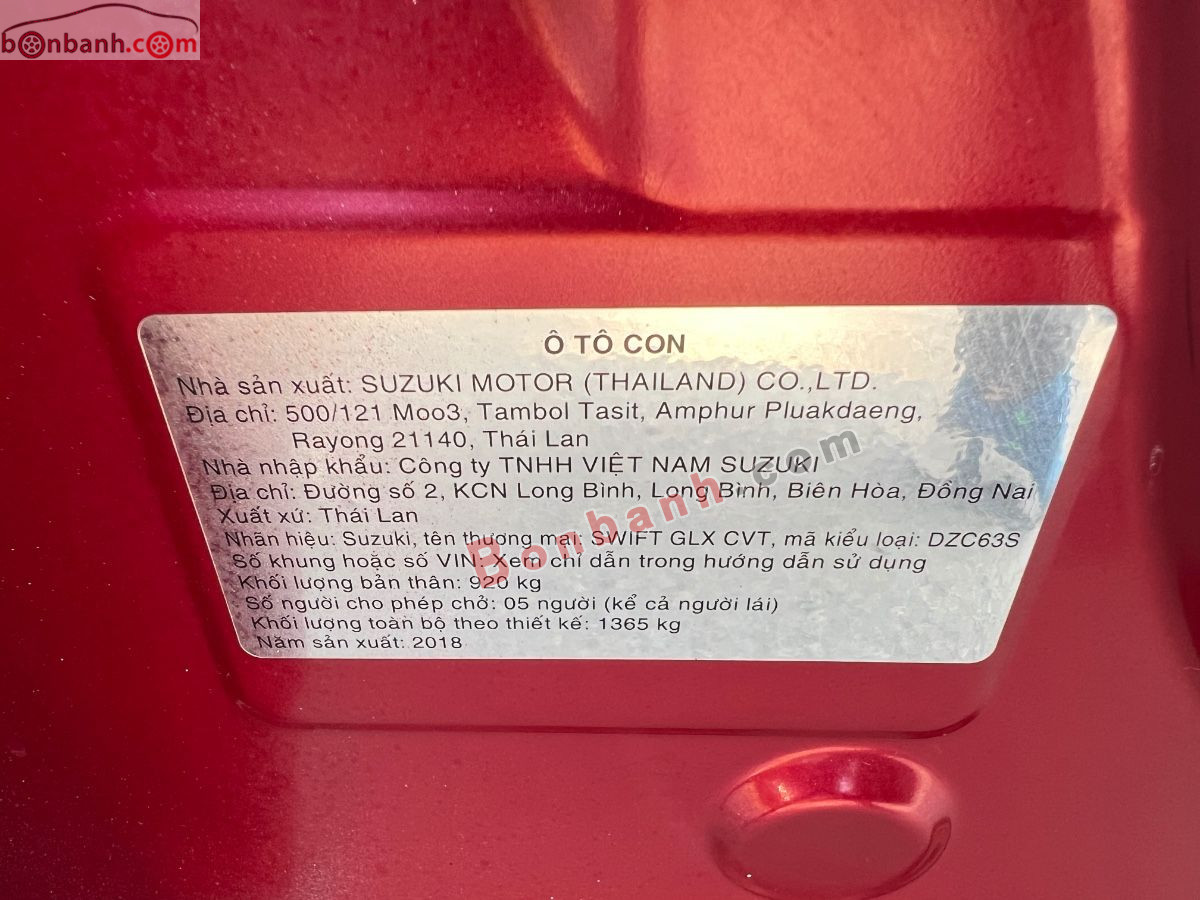 bonbanh.com
Ô TÔ CON
Nhà sản xuất: SUZUKI MOTOR (THAILAND) CO.,LTD.
Địa chỉ: 500/121 Moo3, Tambol Tasit, Amphur Pluakdaeng,
Rayong 21140, Thái Lan
Nhà nhập khẩu: Công ty TNHH VIỆT NAM SUZUKI
Địa chỉ: Đường số 2, KCN Long Bình, Long Bình, Biên Hòa, Đồng Nai
Xuất xứ: Thái Lan
Nhãn hiệu: Suzuki, tên thương mại: SWIFT GLX CVT, mã kiểu loại: DZC63S
Số khung hoặc số VIN: Xem chỉ dẫn trong hướng dẫn sử dụng
Khối lượng bản thân: 920 kg
Số người cho phép chở: 05 người (kể cả người lái)
Khối lượng toàn bộ theo thiết kế: 1365 kg
Năm sản xuất: 2018
Bonbanh.com